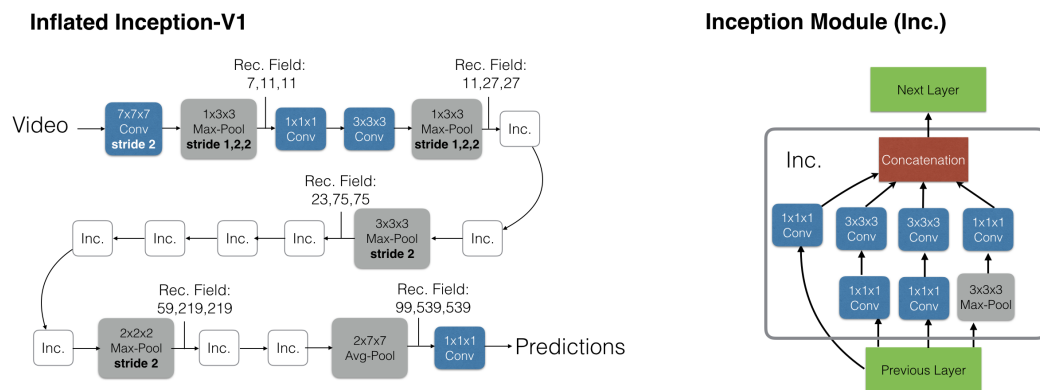 Inflated Inception-V1
Rec. Field:
7,11,11
Rec. Field:
11,27,27
Video
7x7x7
Conv
stride 2
1x3x3
Max-Pool
stride 1,2,2
1x1x1
Conv
3x3x3
Conv
1x3x3
Max-Pool
stride 1,2,2
Inc.
Rec. Field:
23,75,75
Inc.
Inc.
Inc.
Inc.
3x3x3
Max-Pool
stride 2
Inc.
Rec. Field:
59,219,219
Rec. Field:
99,539,539
Inc.
2x2x2
Max-Pool
stride 2
Inc.
Inc.
2x7x7
Avg-Pool
1x1x1
Conv
Predictions
Inception Module (Inc.)
Next Layer
Inc.
Concatenation
1x1x1
Conv
3x3x3
Conv
3x3x3
Conv
1x1x1
Conv
1x1x1
Conv
1x1x1
Conv
3x3x3
Max-Pool
Previous Layer